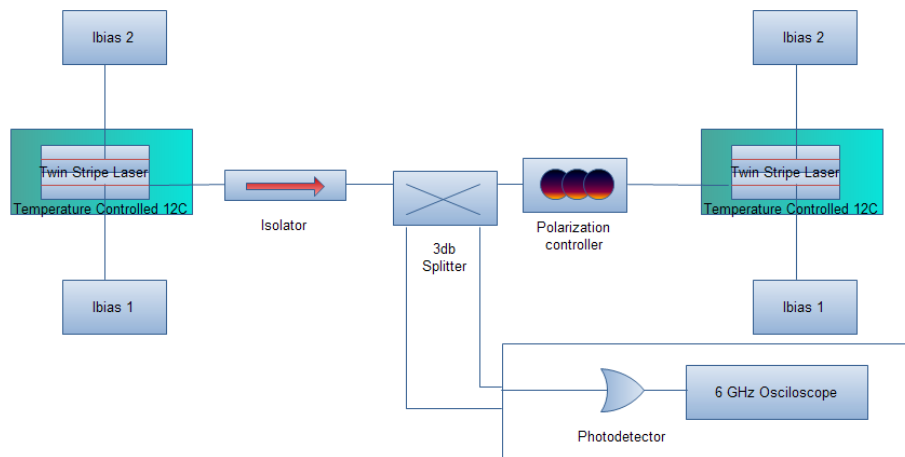 Ibias 2
Ibias 2
Twin Stripe Laser
Temperature Controlled 12C
Twin Stripe Laser
Temperature Controlled 12C
Isolator
3db
Splitter
Polarization
controller
Ibias 1
Ibias 1
6 GHz Osciloscope
Photodetector